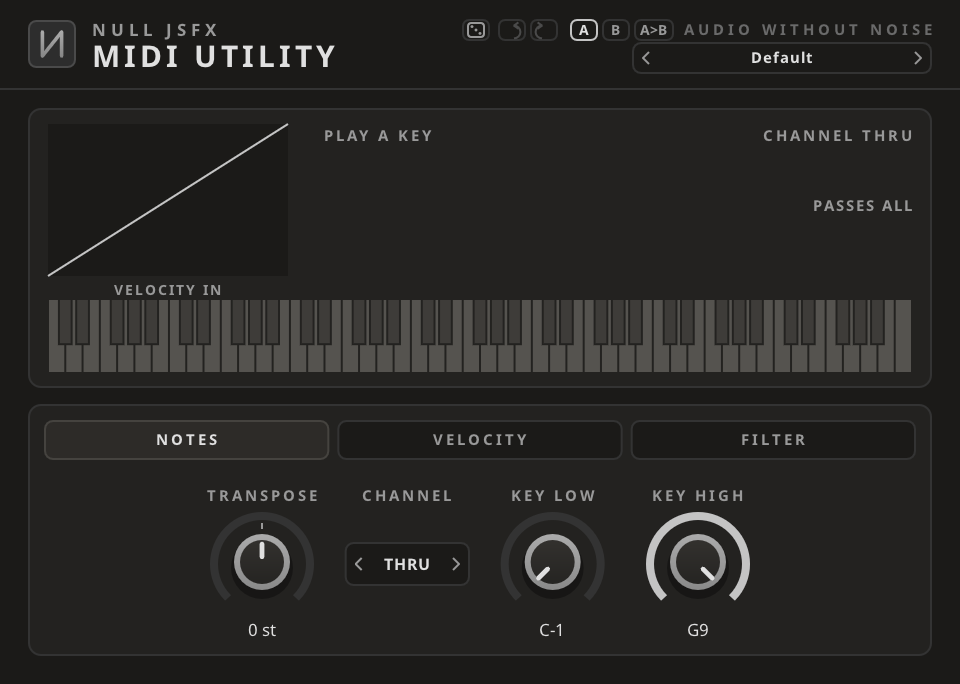 NULL JSFX
MIDI UTILITY
A B A>B AUDIO WITHOUT NOISE
Default
PLAY A KEY CHANNEL THRU
PASSES ALL
VELOCITY IN
NOTES VELOCITY FILTER
TRANSPOSE CHANNEL KEY LOW KEY HIGH
THRU
0 st C-1 G9